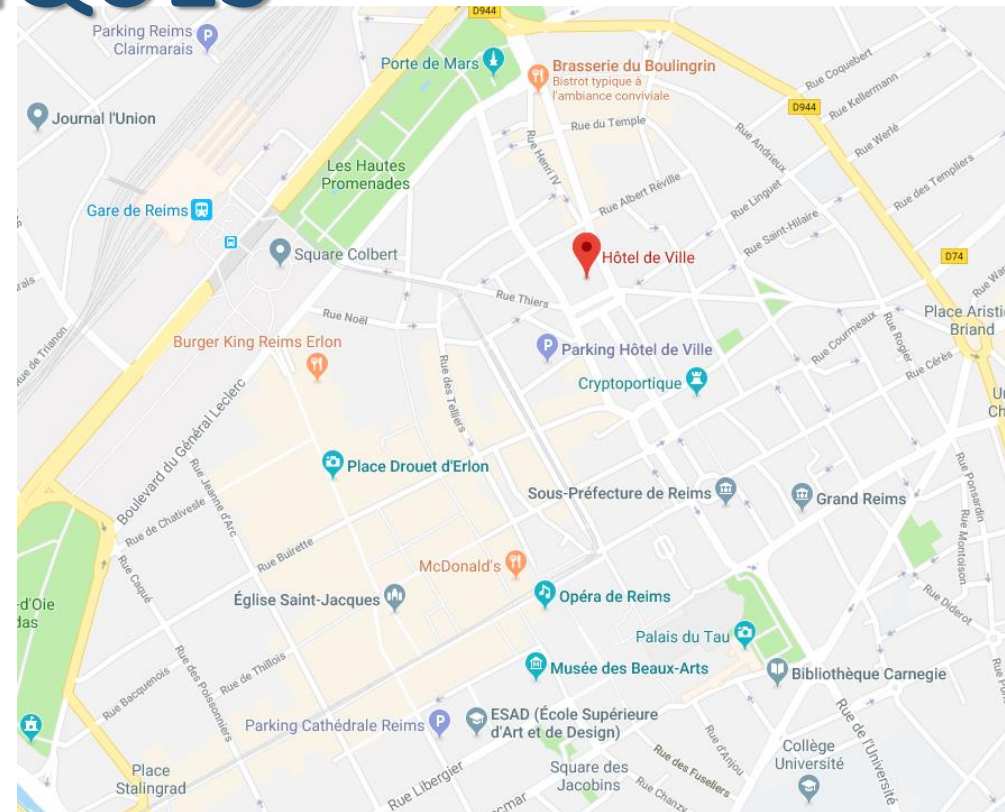 D944
Parking Reims
Clairmarais
Porte de Mars
Brasserie du Boulingrin
Bistrot typique à
l'ambiance conviviale
Rue Coquebert
Rue Kellermann
D944
Journal l'Union
Rue du Temple
Rue Henri IV
Rue Andrieux
Rue Werlé
Les Hautes
Promenades
Rue Albert Réville
Rue Linguet
Rue des Templiers
Gare de Reims
Rue Saint-Hilaire
Square Colbert
Hôtel de Ville
D74
Rue Thiers
Rue Noël
Place Aristi
Briand
Rue de Trianon
Burger King Reims Erlon
Parking Hôtel de Ville
Rue Courmeaux
Rue Rogier
Rue Cérès
Cryptoportique
Rue des Telliers
Boulevard du Général Leclerc
Place Drouet d'Erlon
Rue Jeanne d'Arc
Sous-Préfecture de Reims
Grand Reims
Rue Ponsardin
Rue de Chativesle
Rue Montoison
Rue Buirette
McDonald's
Rue Caqué
Église Saint-Jacques
Opéra de Reims
Rue Diderot
-d'Oie
das
Palais du Tau
Rue de Thillois
Musée des Beaux-Arts
Bibliothèque Carnegie
Rue Bacquenois
Rue des Poissonniers
Parking Cathédrale Reims
ESAD (École Supérieure
d'Art et de Design)
Rue d'Anjou
Rue de l'Université
Collège
Université
Place
Stalingrad
Rue Libergier
Square des
Jacobins
Rue des Fuseliers
Rue Chanzy